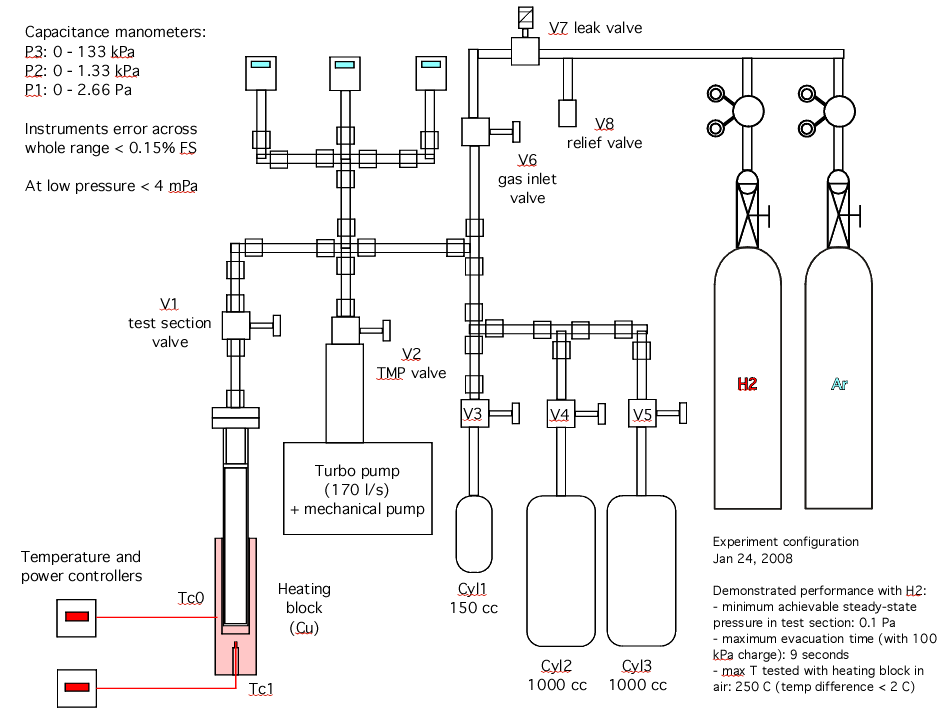 Capacitance manometers:
P3: 0 - 133 kPa
P2: 0 - 1.33 kPa
P1: 0 - 2.66 Pa
Instruments error across
whole range < 0.15% FS
At low pressure < 4 mPa
V7 leak valve
V8
relief valve
V6
gas inlet
valve
V1
test section
valve
V2
TMP valve
H2
Ar
V3
V4
V5
Turbo pump
(170 l/s)
+ mechanical pump
Experiment configuration
Jan 24, 2008
Temperature and
power controllers
Tc0
Heating
block
(Cu)
Cyl1
150 cc
Cyl2
1000 cc
Cyl3
1000 cc
Tc1
Demonstrated performance with H2:
- minimum achievable steady-state
pressure in test section: 0.1 Pa
- maximum evacuation time (with 100
kPa charge): 9 seconds
- max T tested with heating block in
air: 250 C (temp difference < 2 C)